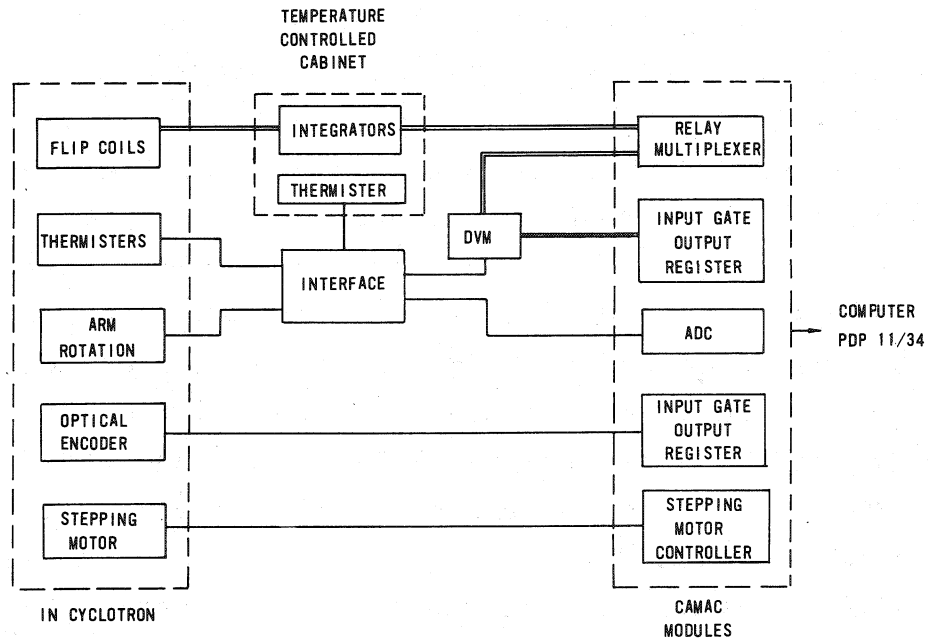 TEMPERATURE
CONTROLLED
CABINET
FLIP COILS
INTEGRATORS
RELAY
MULTIPLEXER
THERMISTER
THERMISTERS
DVM
INPUT GATE
OUTPUT
REGISTER
INTERFACE
ARM
ROTATION
ADC
COMPUTER
PDP 11/34
OPTICAL
ENCODER
INPUT GATE
OUTPUT
REGISTER
STEPPING
MOTOR
STEPPING
MOTOR
CONTROLLER
IN CYCLOTRON
CAMAC
MODULES